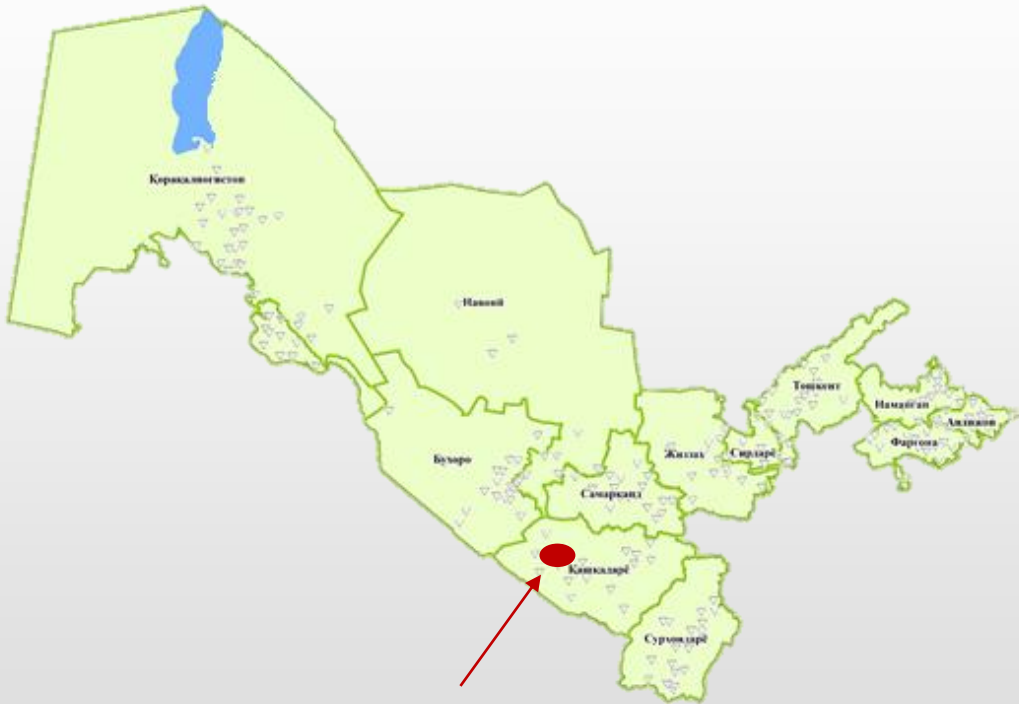 Қорақалпоғистон
Навоий
Тошкент
Наманган
Андижон
Фарғона
Сирдарё
Жиззах
Бухоро
Самарқанд
Қашқадарё
Сурхондарё